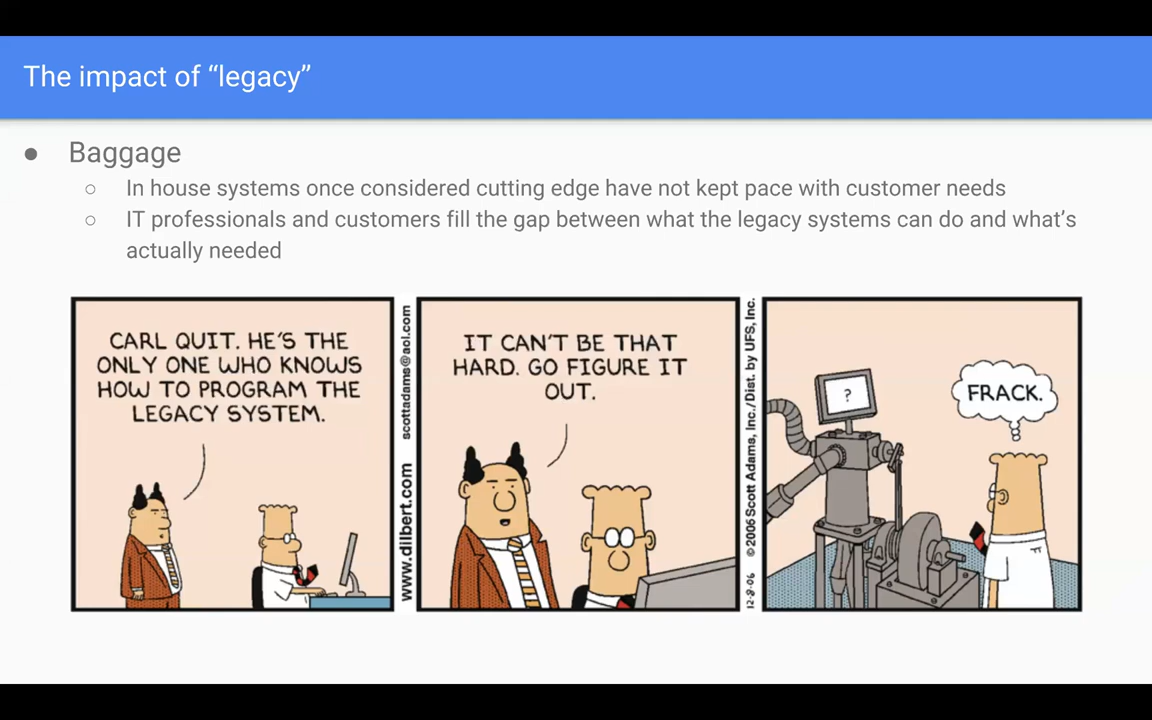 The impact of “legacy”
● Baggage
○ In house systems once considered cutting edge have not kept pace with customer needs
○ IT professionals and customers fill the gap between what the legacy systems can do and what’s
actually needed
CARL QUIT. HE'S THE
ONLY ONE WHO KNOWS
HOW TO PROGRAM THE
LEGACY SYSTEM.
www.dilbert.com scottadams@aol.com
IT CAN'T BE THAT
HARD. GO FIGURE IT
OUT.
12-8-06 ©2006 Scott Adams, Inc./Dist. by UFS, Inc.
?
FRACK.